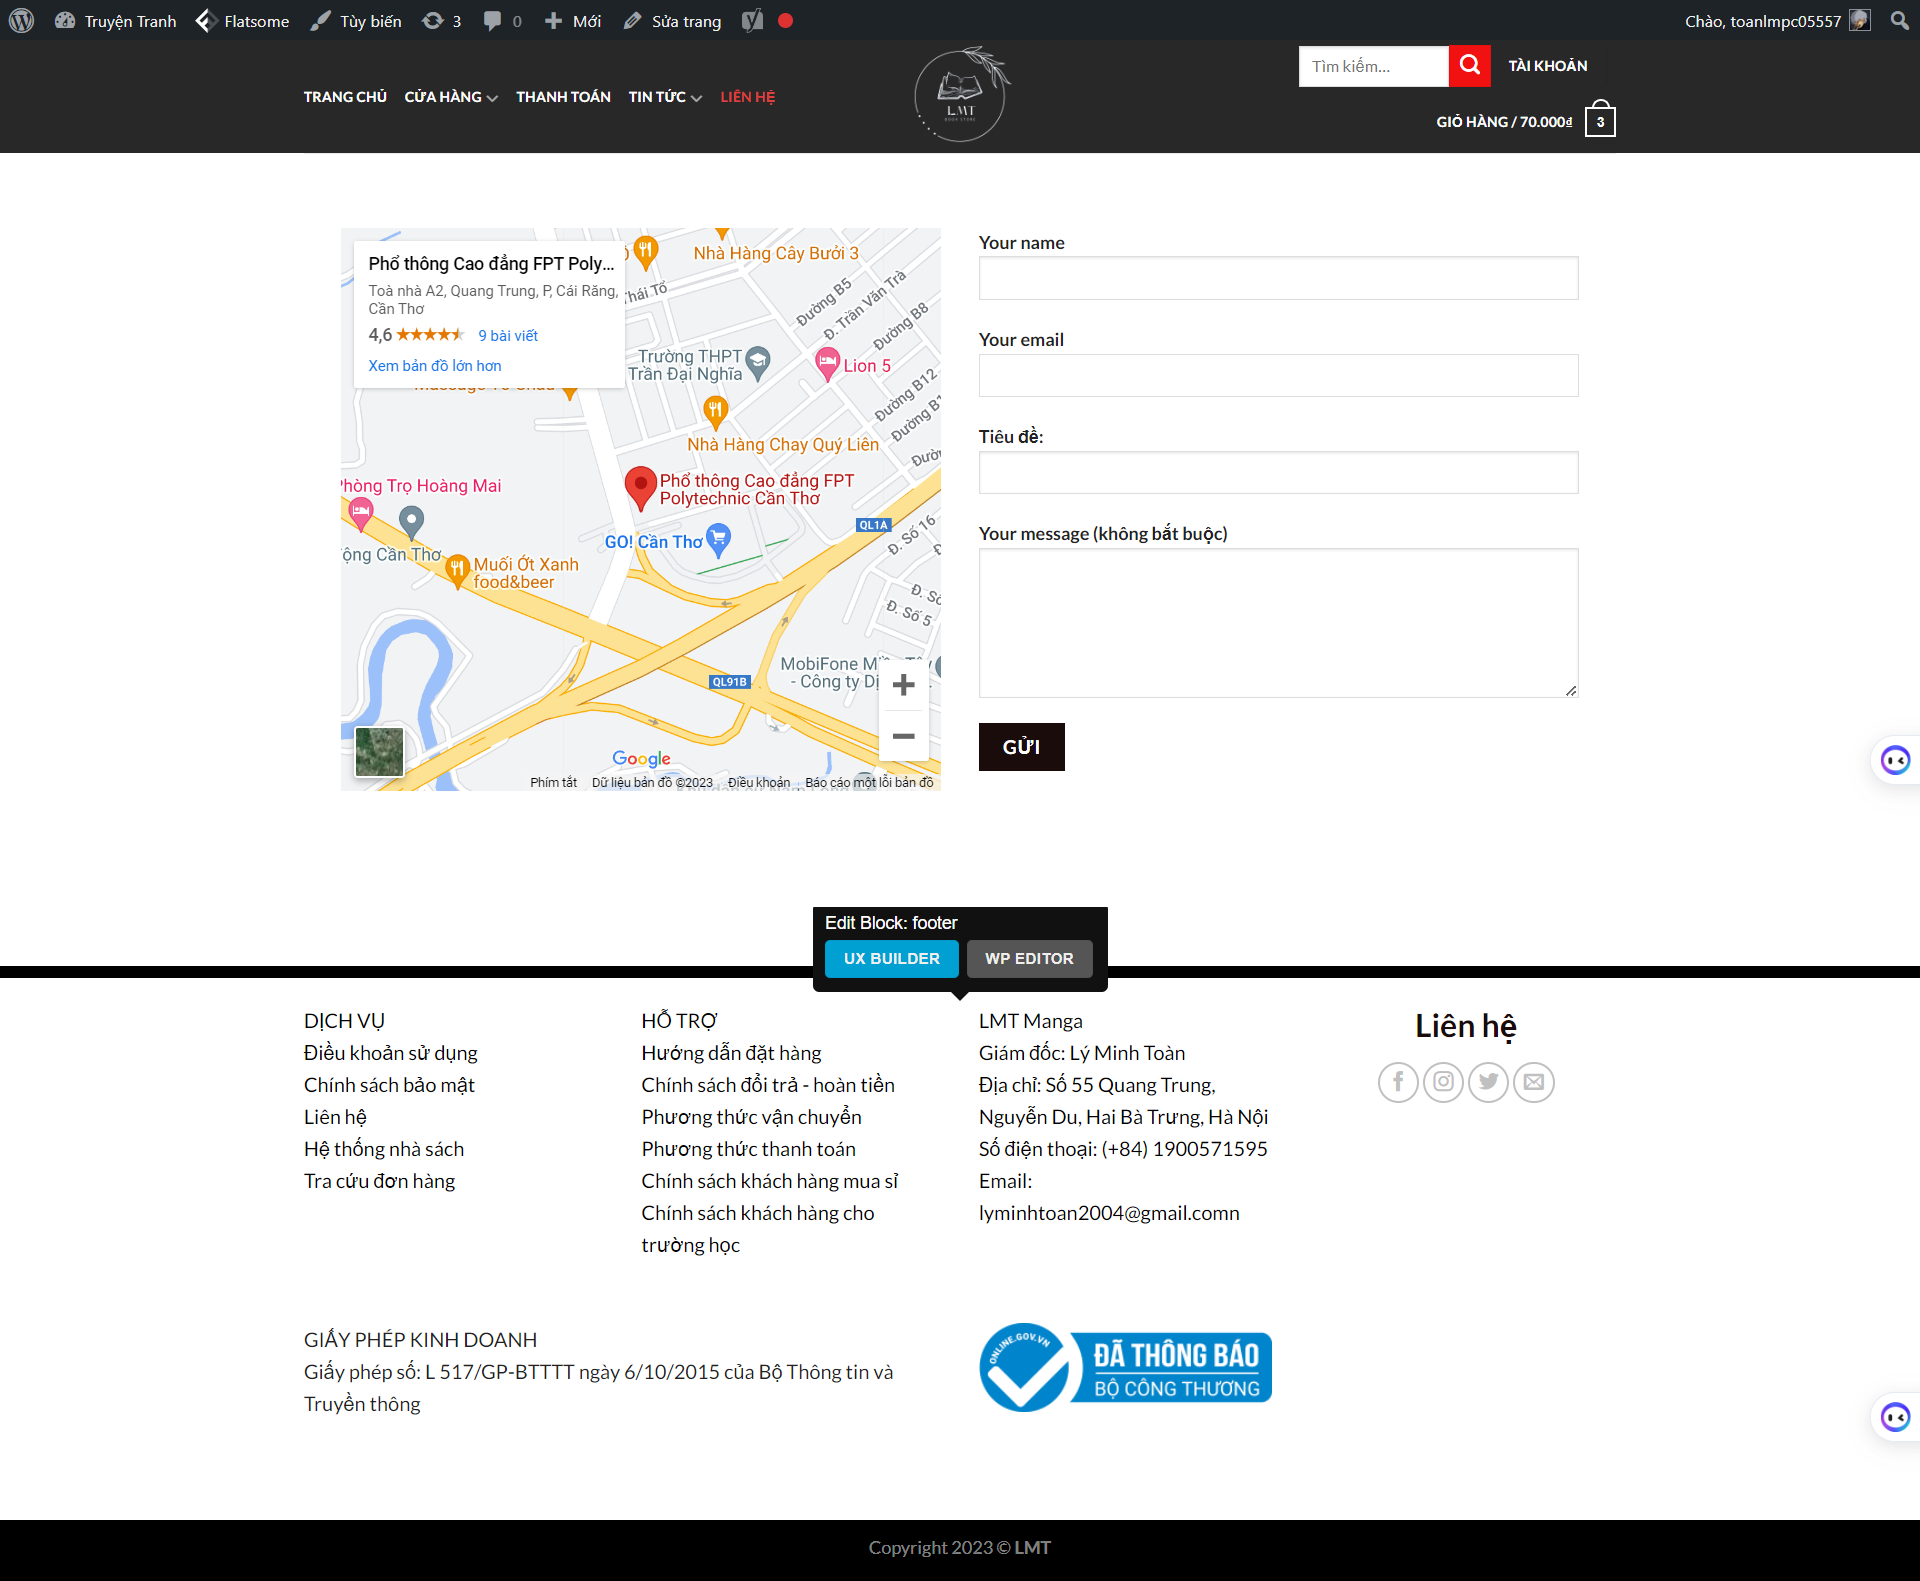 Truyện Tranh
Flatsome
Tùy biến
3
0
Mới
Sửa trang
Chào, toanlmpc05557
TRANG CHỦ
CỬA HÀNG
THANH TOÁN
TIN TỨC
LIÊN HỆ
LMT
BOOK STORE
Tìm kiếm...
TÀI KHOẢN
GIỎ HÀNG / 70.000₫
3
Phổ thông Cao đẳng FPT Poly...
Toà nhà A2, Quang Trung, P, Cái Răng,
Cần Thơ
4,6
9 bài viết
Xem bản đồ lớn hơn
Nhà Hàng Cây Bưởi 3
Thái Tổ
Đường B5
Đ. Trần Văn Trà
Đường B8
Trường THPT
Trần Đại Nghĩa
Lion 5
Đường B12
Nhà Hàng Chay Quý Liên
Phòng Trọ Hoàng Mai
Phổ thông Cao đẳng FPT
Polytechnic Cần Thơ
QL1A
Đ. Số 16
GO! Cần Thơ
ộng Cần Thơ
Muối Ớt Xanh
food&beer
Đ. Số 5
MobiFone
- Công ty
QL91B
Google
Phím tắt
Dữ liệu bản đồ ©2023
Điều khoản
Báo cáo một lỗi bản đồ
Your name
Your email
Tiêu đề:
Your message (không bắt buộc)
GỬI
Edit Block: footer
UX BUILDER
WP EDITOR
DỊCH VỤ
Điều khoản sử dụng
Chính sách bảo mật
Liên hệ
Hệ thống nhà sách
Tra cứu đơn hàng
HỖ TRỢ
Hướng dẫn đặt hàng
Chính sách đổi trả - hoàn tiền
Phương thức vận chuyển
Phương thức thanh toán
Chính sách khách hàng mua sỉ
Chính sách khách hàng cho
trường học
LMT Manga
Giám đốc: Lý Minh Toàn
Địa chỉ: Số 55 Quang Trung,
Nguyễn Du, Hai Bà Trưng, Hà Nội
Số điện thoại: (+84) 1900571595
Email:
lyminhtoan2004@gmail.comn
Liên hệ
GIẤY PHÉP KINH DOANH
Giấy phép số: L 517/GP-BTTTT ngày 6/10/2015 của Bộ Thông tin và
Truyền thông
ONLINE.GOV.VN
ĐÃ THÔNG BÁO
BỘ CÔNG THƯƠNG
Copyright 2023 © LMT